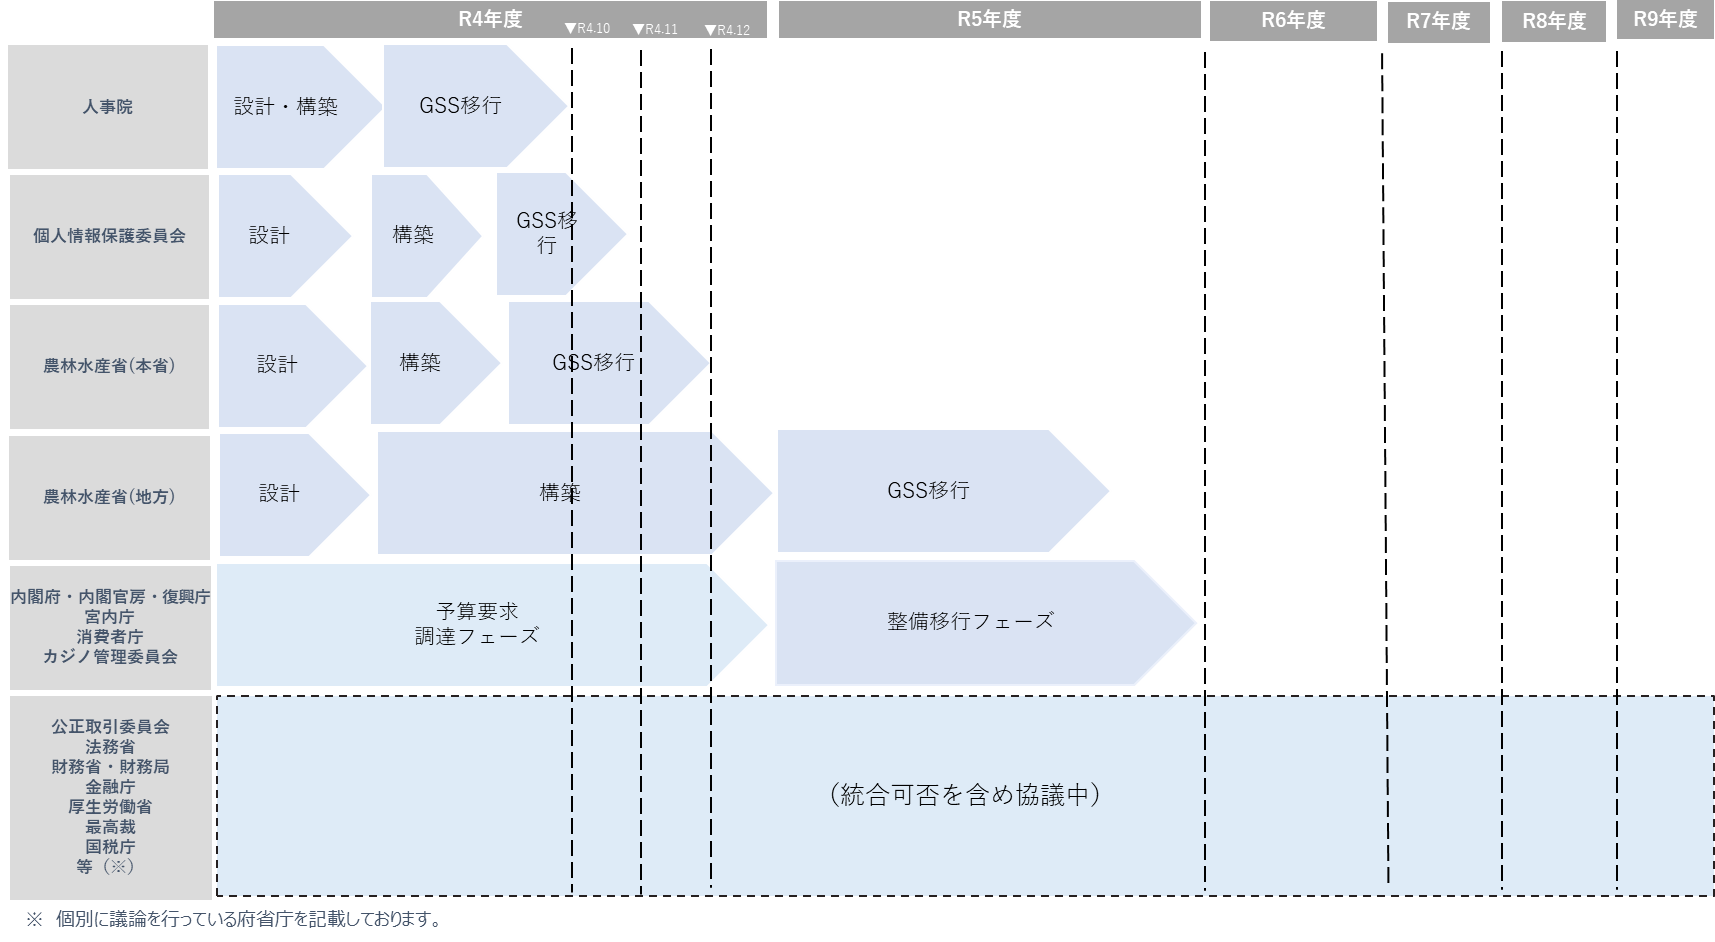 R4年度
▼R4.10
▼R4.11
▼R4.12
R5年度
R6年度
R7年度
R8年度
R9年度
人事院
設計・構築
GSS移行
個人情報保護委員会
設計
構築
GSS移
行
農林水産省(本省)
設計
構築
GSS移行
農林水産省(地方)
設計
構築
GSS移行
内閣府・内閣官房・復興庁
宮内庁
消費者庁
カジノ管理委員会
予算要求
調達フェーズ
整備移行フェーズ
公正取引委員会
法務省
財務省・財務局
金融庁
厚生労働省
最高裁
国税庁
等（※）
（統合可否を含め協議中）
※　個別に議論を行っている府省庁を記載しております。